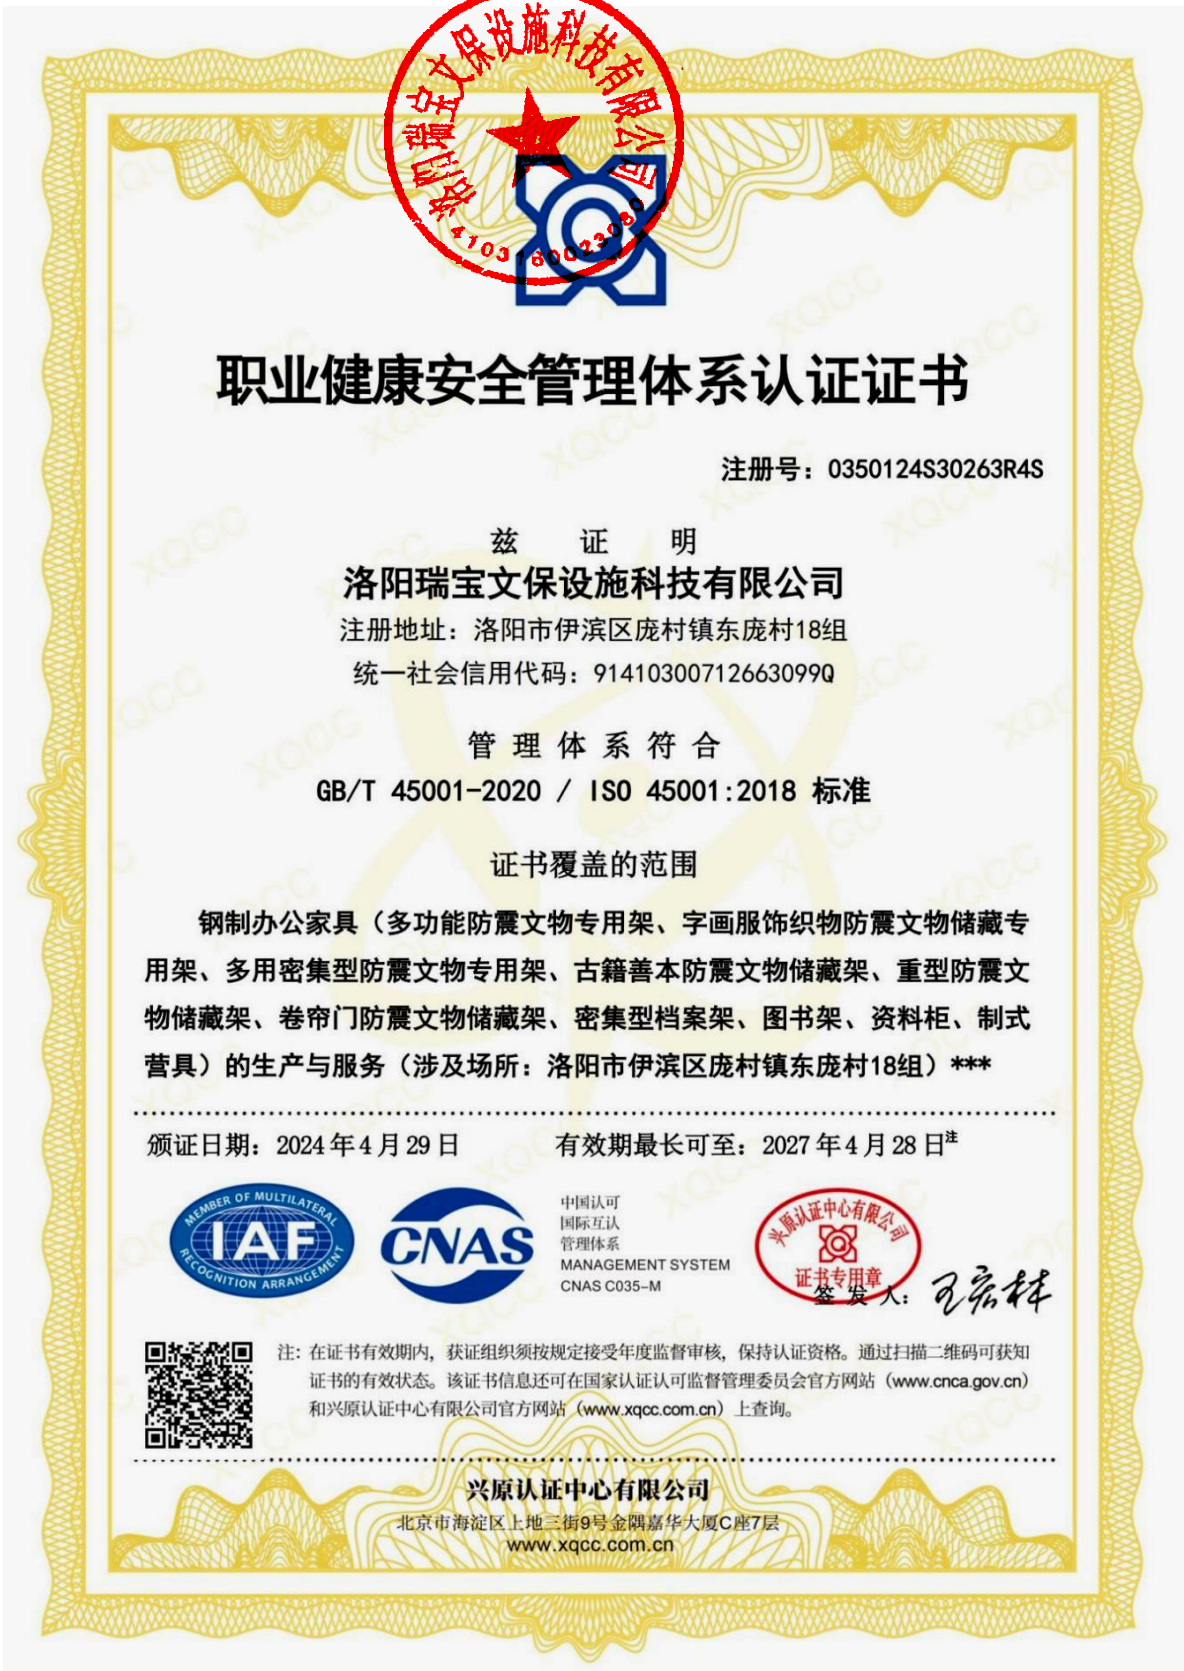 洛阳瑞宝文保设施科技有限公司
职业健康安全管理体系认证证书
注册号：0350124S30263R4S
兹 证 明
洛阳瑞宝文保设施科技有限公司
注册地址：洛阳市伊滨区庞村镇东庞村18组
统一社会信用代码：91410300712663099Q
管理体系符合
GB/T 45001-2020 / ISO 45001:2018 标准
证书覆盖的范围
钢制办公家具（多功能防震文物专用架、字画服饰织物防震文物储藏专
用架、多用密集型防震文物专用架、古籍善本防震文物储藏架、重型防震文
物储藏架、卷帘门防震文物储藏架、密集型档案架、图书架、资料柜、制式
营具）的生产与服务（涉及场所：洛阳市伊滨区庞村镇东庞村18组）***
颁证日期：2024年4月29日 有效期最长可至：2027年4月28日注
MEMBER OF MULTILATERAL
IAF
RECOGNITION ARRANGEMENT
CNAS
中国认可
国际互认
管理体系
MANAGEMENT SYSTEM
CNAS C035-M
兴原认证中心有限公司
证书专用章
签 发 人：王宏林
注：在证书有效期内，获证组织须按规定接受年度监督审核，保持认证资格。通过扫描二维码可获知
证书的有效状态。该证书信息还可在国家认证认可监督管理委员会官方网站（www.cnca.gov.cn）
和兴原认证中心有限公司官方网站（www.xqcc.com.cn）上查询。
兴原认证中心有限公司
北京市海淀区上地三街9号金隅嘉华大厦C座7层
www.xqcc.com.cn